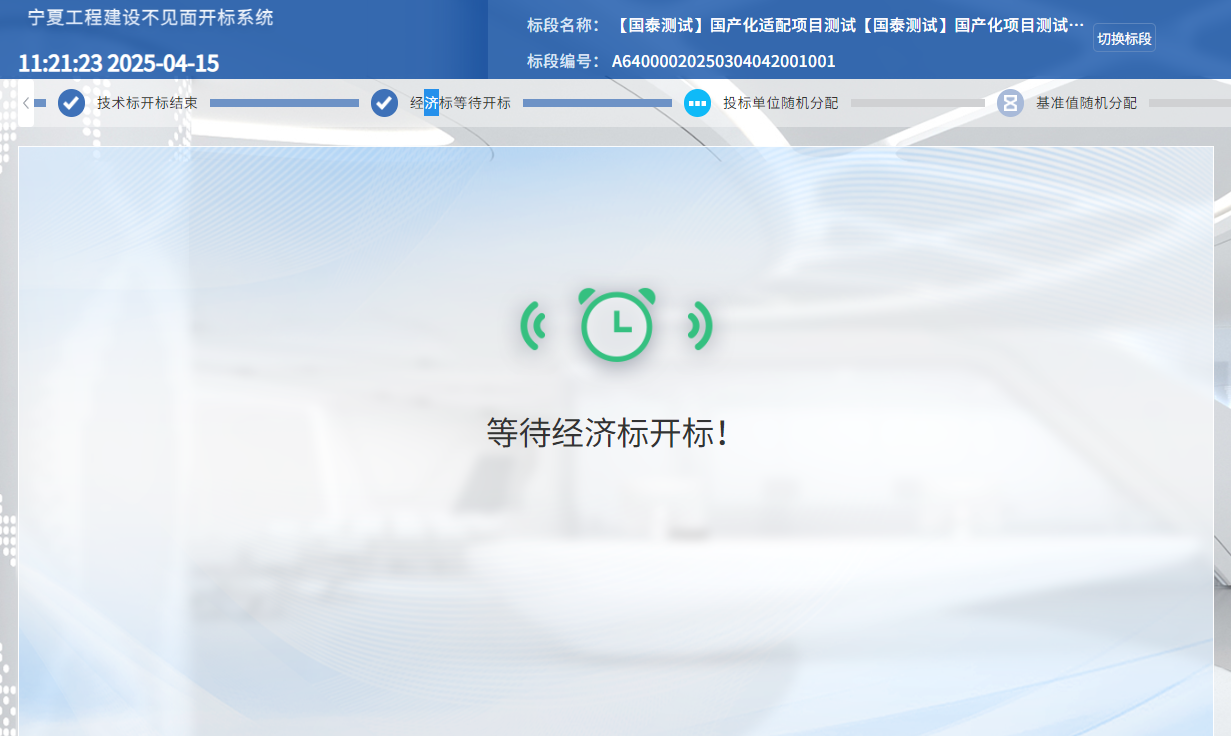 宁夏工程建设不见面开标系统
11:21:23 2025-04-15
标段名称： 【国泰测试】国产化适配项目测试【国泰测试】国产化项目测试…
标段编号： A6400002025030404​2001001
切换标段
技术标开标结束
经济标等待开标
投标单位随机分配
基准值随机分配
等待经济标开标！